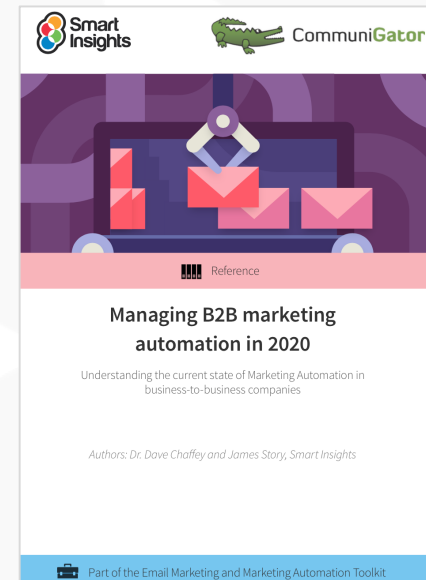 Smart
Insights
CommuniGator
Reference
Managing B2B marketing
automation in 2020
Understanding the current state of Marketing Automation in
business-to-business companies
Authors: Dr. Dave Chaffey and James Story, Smart Insights
Part of the Email Marketing and Marketing Automation Toolkit